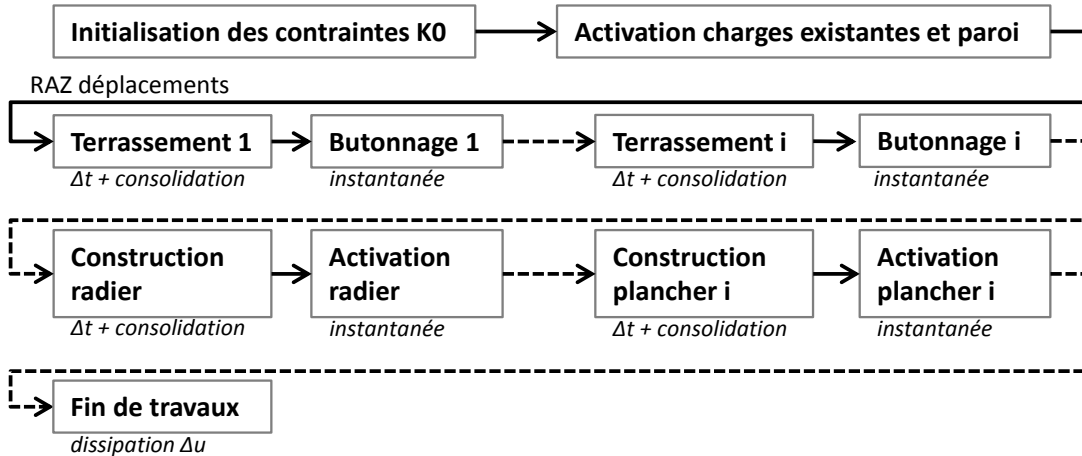 Initialisation des contraintes K0
Activation charges existantes et paroi
RAZ déplacements
Terrassement 1
Butonnage 1
Terrassement i
Butonnage i
Δt + consolidation
instantanée
Δt + consolidation
instantanée
Construction
radier
Activation
radier
Construction
plancher i
Activation
plancher i
Δt + consolidation
instantanée
Δt + consolidation
instantanée
Fin de travaux
dissipation Δu